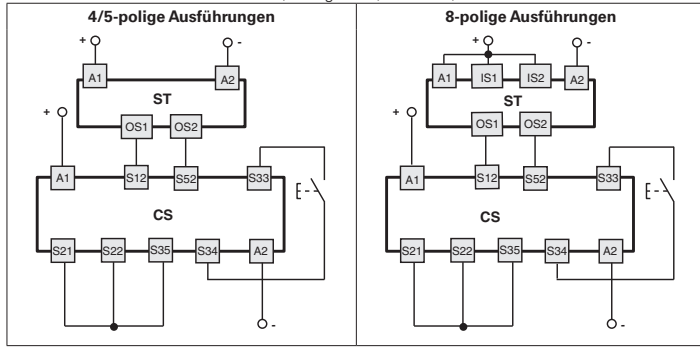 4/5-polige Ausführungen
+
-
A1
A2
ST
OS1
OS2
+
A1
S12
S52
S33
CS
S21
S22
S35
S34
A2
-
8-polige Ausführungen
+
-
A1
IS1
IS2
A2
ST
OS1
OS2
+
A1
S12
S52
S33
CS
S21
S22
S35
S34
A2
-